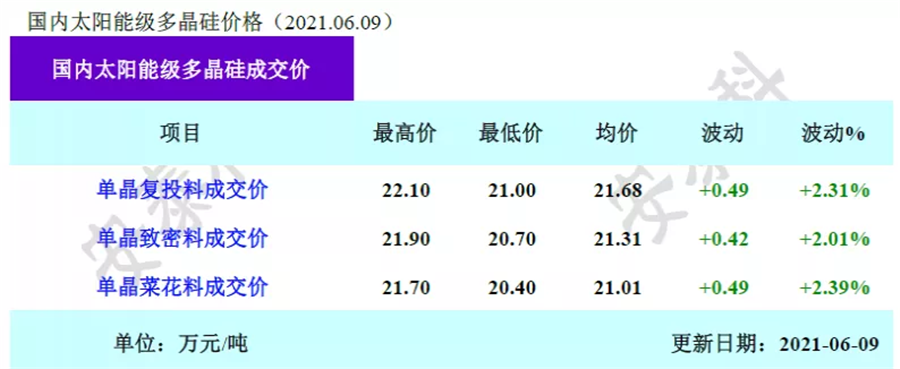 国内太阳能级多晶硅价格（2021.06.09）
国内太阳能级多晶硅成交价
项目 最高价 最低价 均价 波动 波动%
单晶复投料成交价 22.10 21.00 21.68 +0.49 +2.31%
单晶致密料成交价 21.90 20.70 21.31 +0.42 +2.01%
单晶菜花料成交价 21.70 20.40 21.01 +0.49 +2.39%
单位：万元/吨 更新日期：2021-06-09